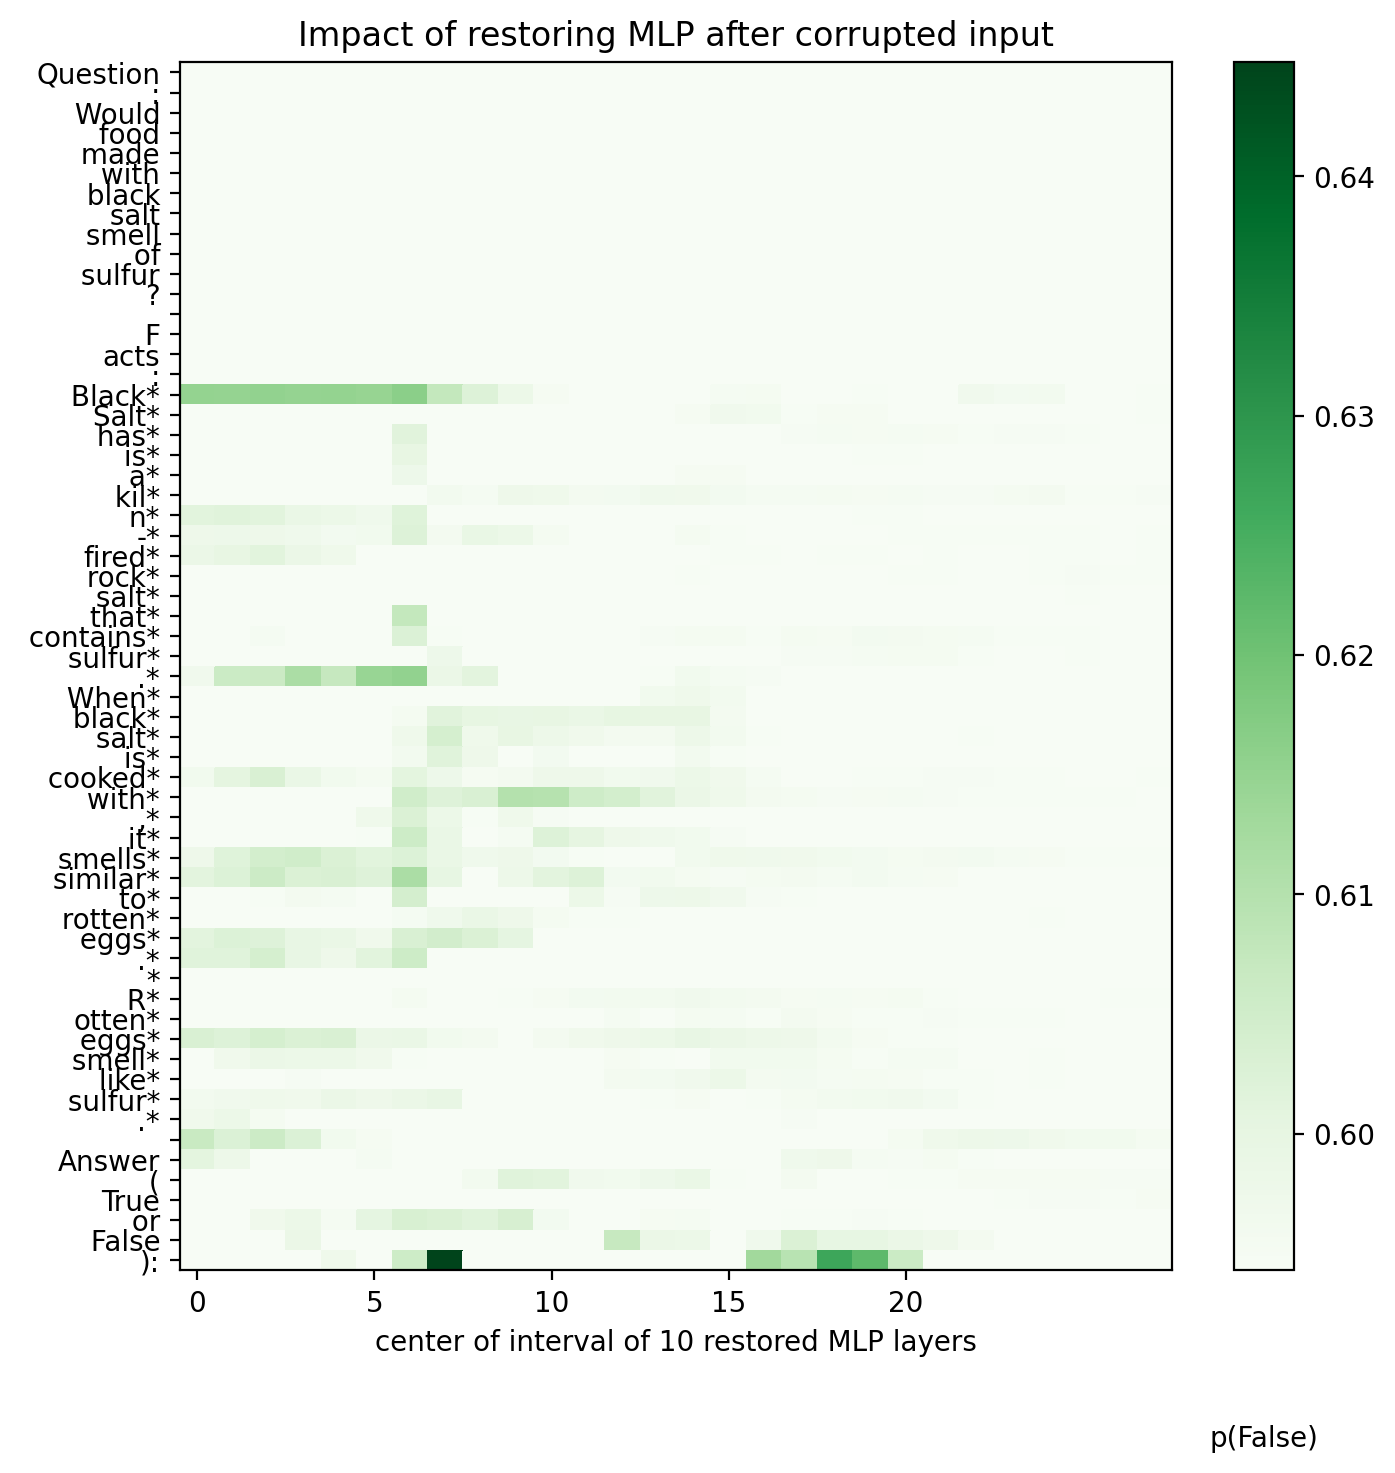 Impact of restoring MLP after corrupted input
Question
:
Would
food
made
with
black
salt
smell
of
sulfur
?
F
acts
:
Black*
Salt*
has*
is*
a*
kil*
n*
-*
fired*
rock*
salt*
that*
contains*
sulfur*
.*
When*
black*
salt*
is*
cooked*
with*
,*
it*
smells*
similar*
to*
rotten*
eggs*
.*
*
R*
otten*
eggs*
smell*
like*
sulfur*
.*
Answer
(
True
or
False
):
0 5 10 15 20
center of interval of 10 restored MLP layers
0.64
0.63
0.62
0.61
0.60
p(False)